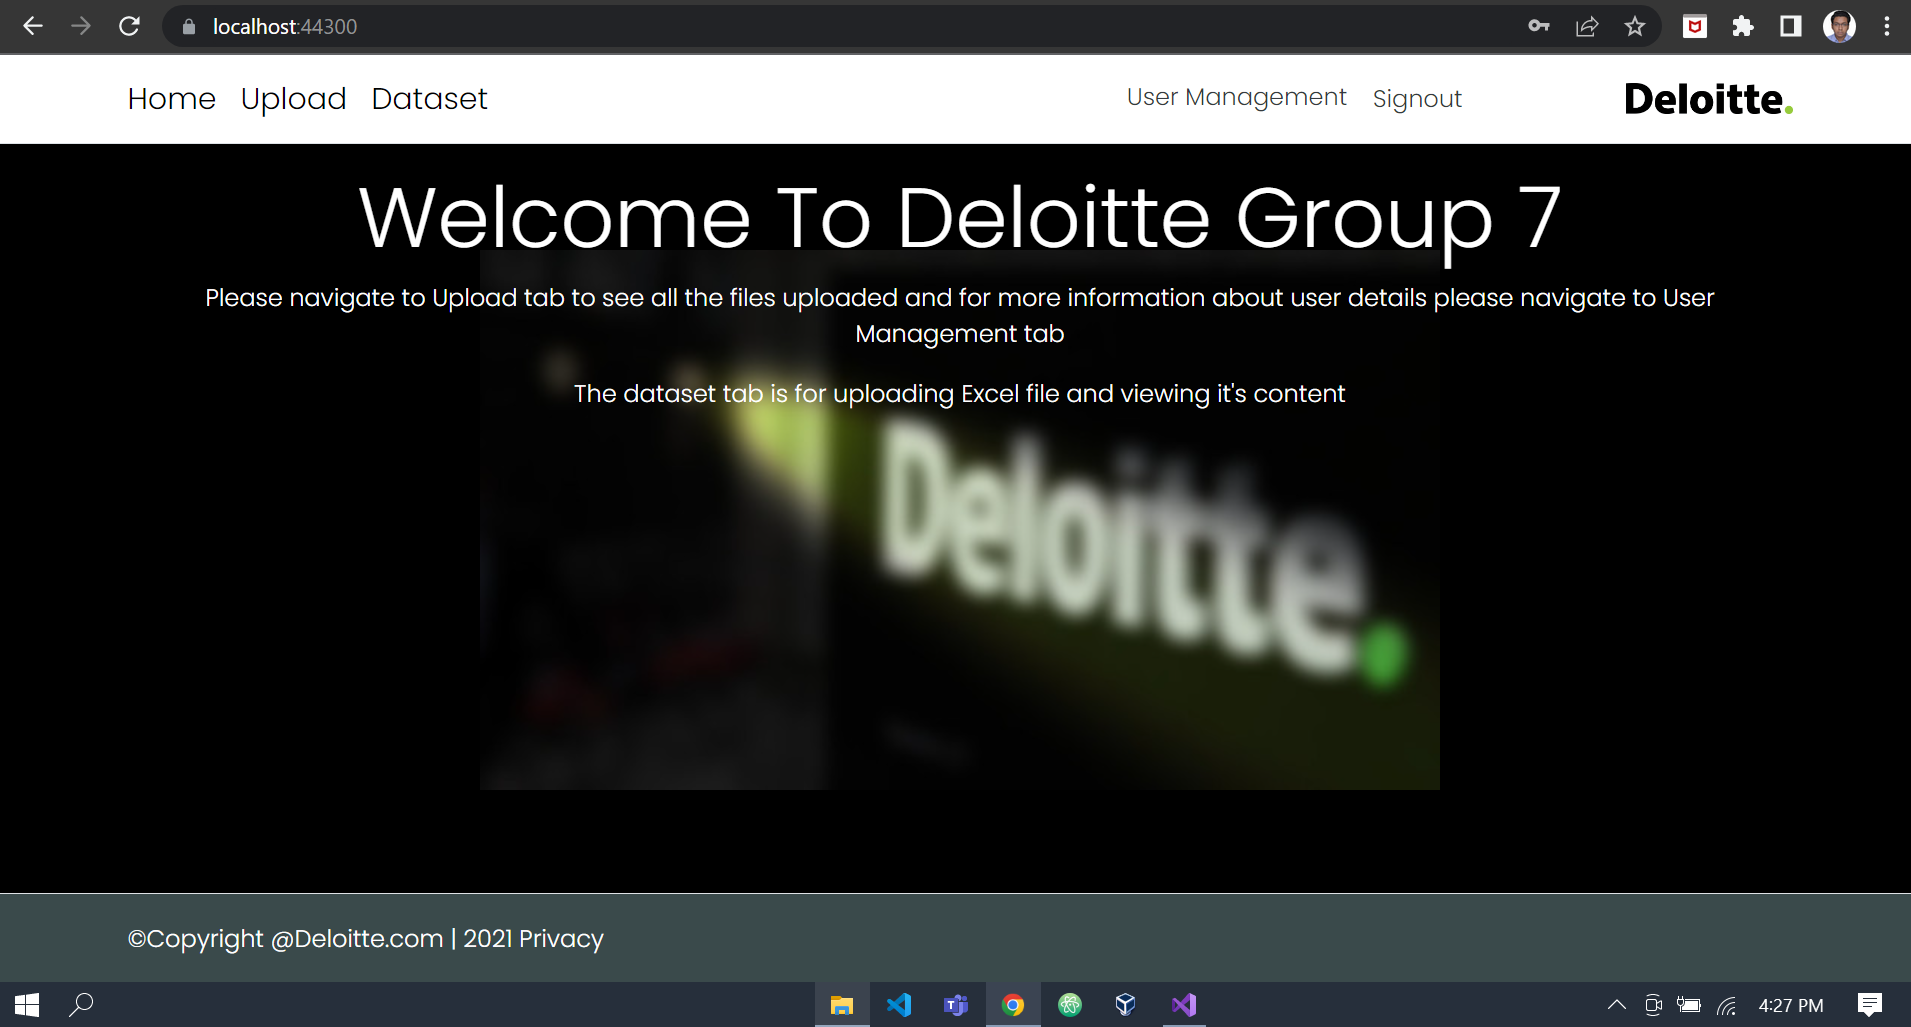 localhost:44300
Home Upload Dataset User Management Signout Deloitte.
Welcome To Deloitte Group 7
Please navigate to Upload tab to see all the files uploaded and for more information about user details please navigate to User
Management tab
The dataset tab is for uploading Excel file and viewing it's content
Deloitte.
©Copyright @Deloitte.com | 2021 Privacy
4:27 PM